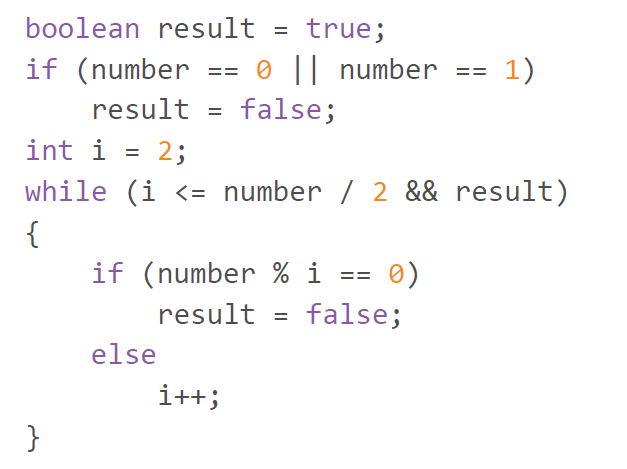 boolean result = true;
if (number == 0 || number == 1)
    result = false;
int i = 2;
while (i <= number / 2 && result)
{
    if (number % i == 0)
        result = false;
    else
        i++;
}